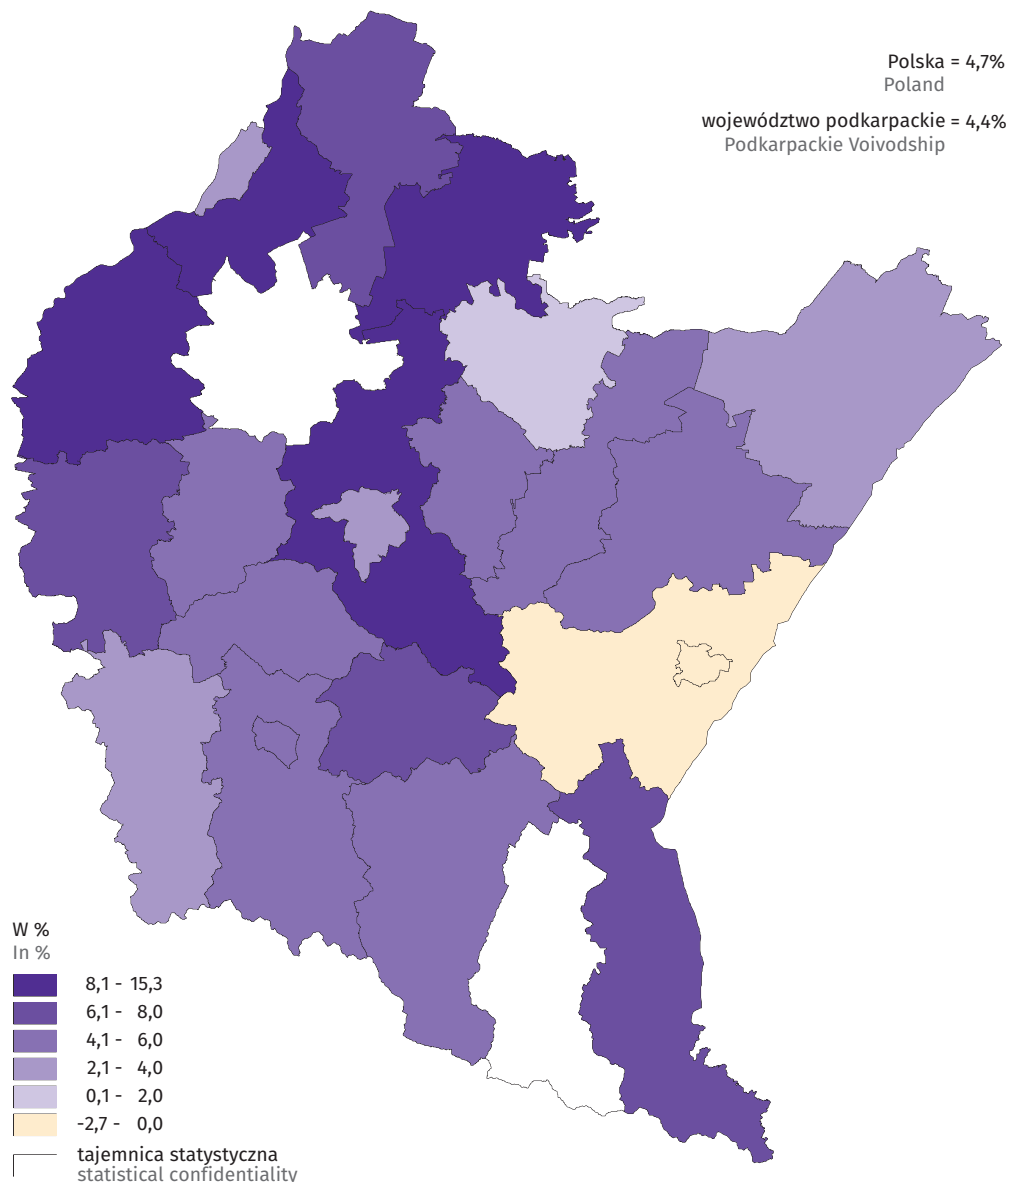 Polska = 4,7%
Poland
województwo podkarpackie = 4,4%
Podkarpackie Voivodship
W %
In %
8,1 - 15,3
6,1 - 8,0
4,1 - 6,0
2,1 - 4,0
0,1 - 2,0
-2,7 - 0,0
tajemnica statystyczna
statistical confidentiality